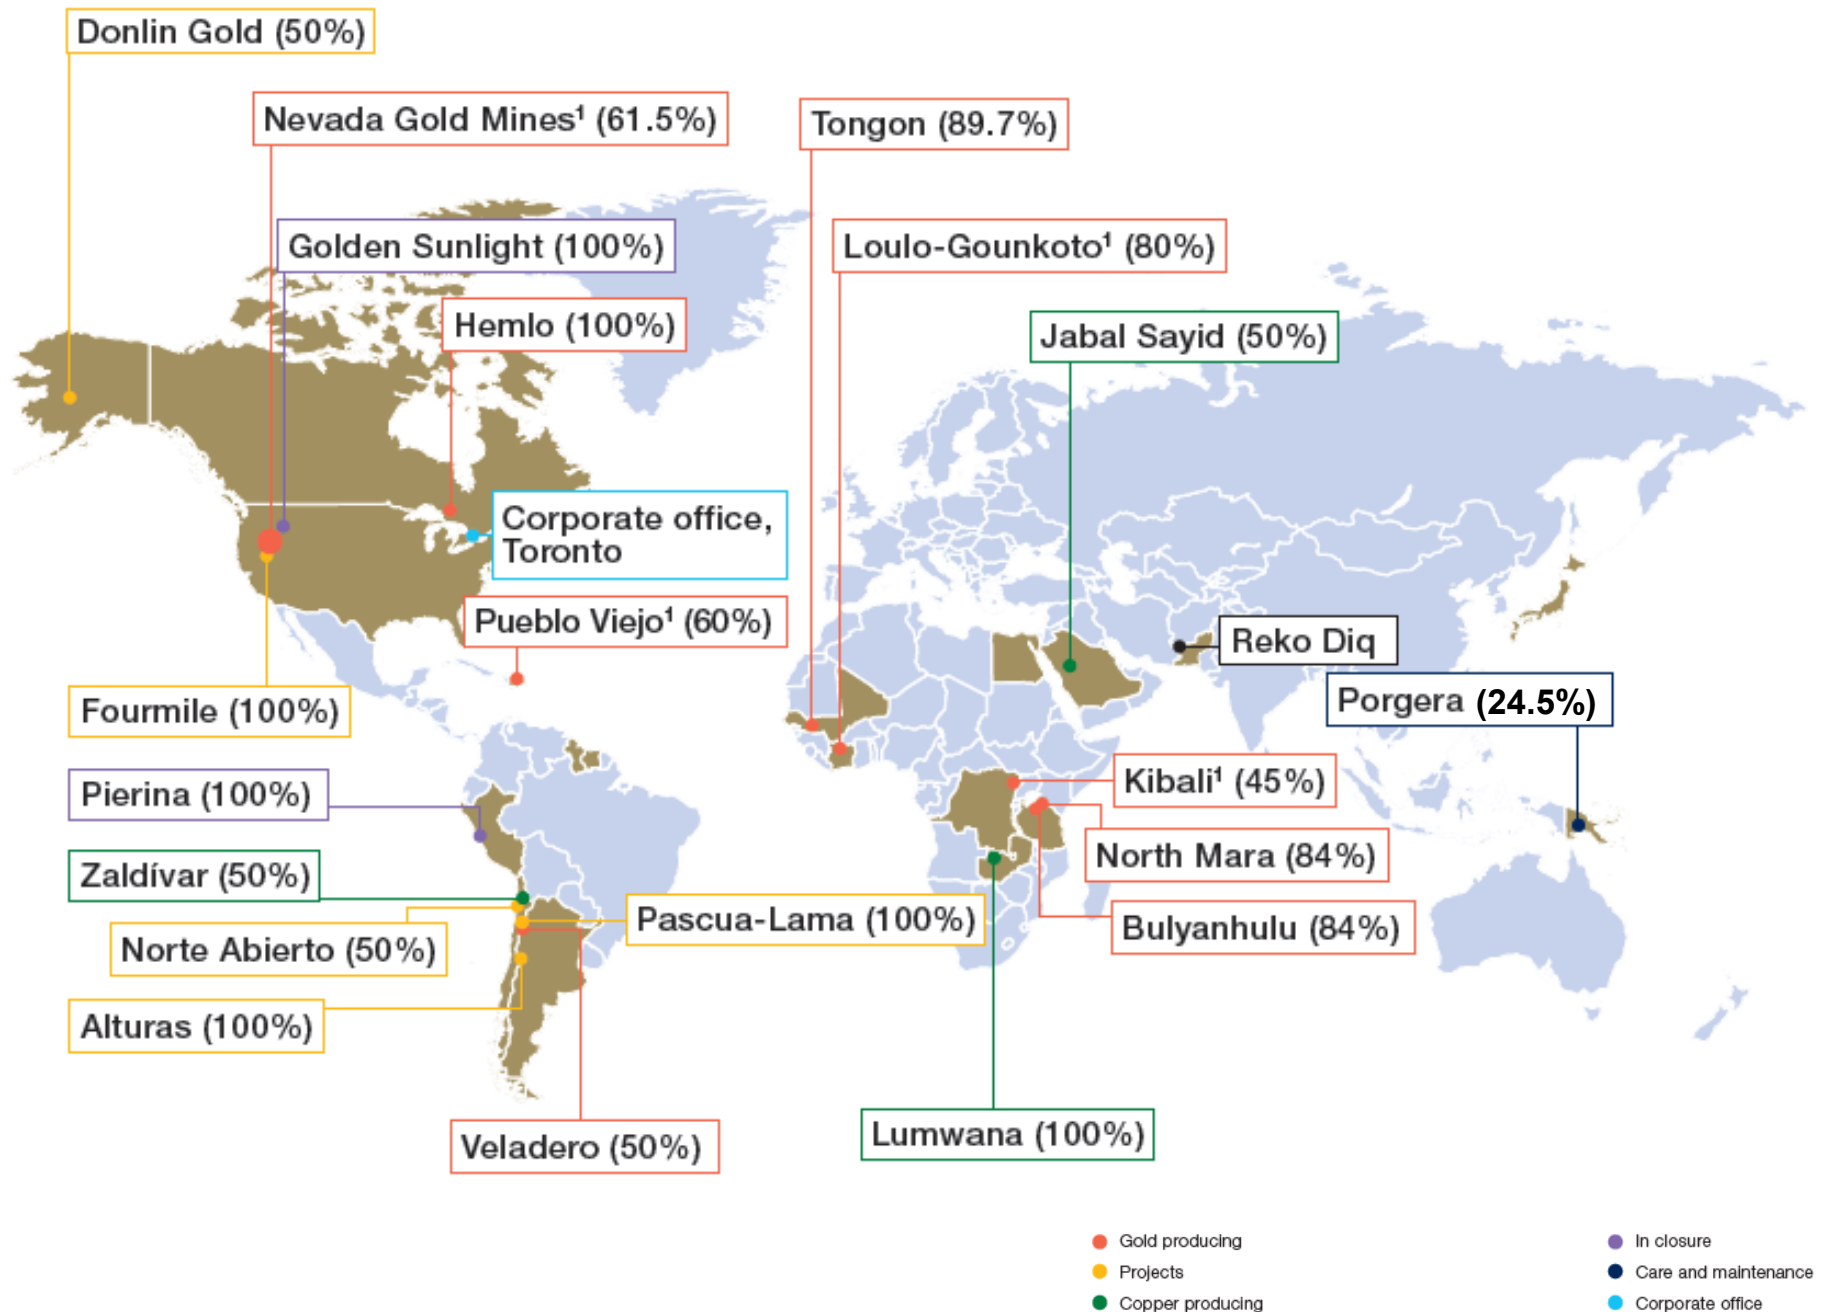 Donlin Gold (50%)
Nevada Gold Mines¹ (61.5%)
Tongon (89.7%)
Golden Sunlight (100%)
Loulo-Gounkoto¹ (80%)
Hemlo (100%)
Jabal Sayid (50%)
Corporate office,
Toronto
Pueblo Viejo¹ (60%)
Reko Diq
Fourmile (100%)
Porgera (24.5%)
Pierina (100%)
Kibali¹ (45%)
Zaldívar (50%)
North Mara (84%)
Pascua-Lama (100%)
Norte Abierto (50%)
Bulyanhulu (84%)
Alturas (100%)
Veladero (50%)
Lumwana (100%)
Gold producing
Projects
Copper producing
In closure
Care and maintenance
Corporate office